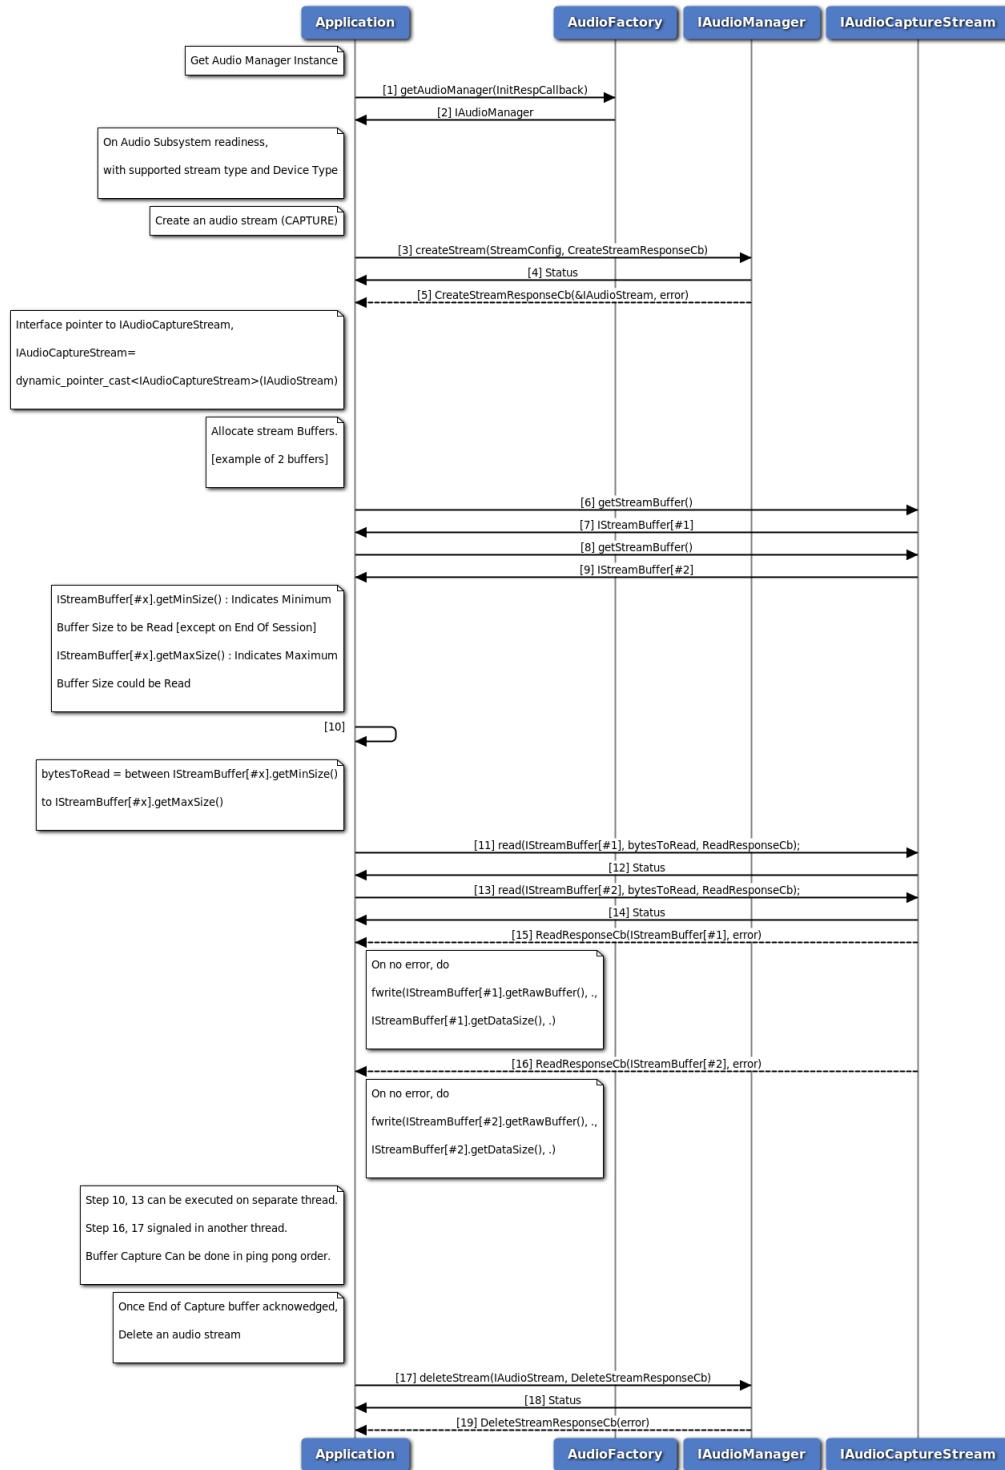 Application AudioFactory IAudioManager IAudioCaptureStream
Get Audio Manager Instance
[1] getAudioManager(InitRespCallback)
[2] IAudioManager
On Audio Subsystem readiness,
with supported stream type and Device Type
Create an audio stream (CAPTURE)
[3] createStream(StreamConfig, CreateStreamResponseCb)
[4] Status
[5] CreateStreamResponseCb(&IAudioStream, error)
Interface pointer to IAudioCaptureStream,
IAudioCaptureStream=
dynamic_pointer_cast<IAudioCaptureStream>(IAudioStream)
Allocate stream Buffers.
[example of 2 buffers]
[6] getStreamBuffer()
[7] IStreamBuffer[#1]
[8] getStreamBuffer()
[9] IStreamBuffer[#2]
IStreamBuffer[#x].getMinSize() : Indicates Minimum
Buffer Size to be Read [except on End Of Session]
IStreamBuffer[#x].getMaxSize() : Indicates Maximum
Buffer Size could be Read
[10]
bytesToRead = between IStreamBuffer[#x].getMinSize()
to IStreamBuffer[#x].getMaxSize()
[11] read(IStreamBuffer[#1], bytesToRead, ReadResponseCb);
[12] Status
[13] read(IStreamBuffer[#2], bytesToRead, ReadResponseCb);
[14] Status
[15] ReadResponseCb(IStreamBuffer[#1], error)
On no error, do
fwrite(IStreamBuffer[#1].getRawBuffer(), .,
IStreamBuffer[#1].getDataSize(), .)
[16] ReadResponseCb(IStreamBuffer[#2], error)
On no error, do
fwrite(IStreamBuffer[#2].getRawBuffer(), .,
IStreamBuffer[#2].getDataSize(), .)
Step 10, 13 can be executed on separate thread.
Step 16, 17 signaled in another thread.
Buffer Capture Can be done in ping pong order.
Once End of Capture buffer acknowedged,
Delete an audio stream
[17] deleteStream(IAudioStream, DeleteStreamResponseCb)
[18] Status
[19] DeleteStreamResponseCb(error)
Application AudioFactory IAudioManager IAudioCaptureStream